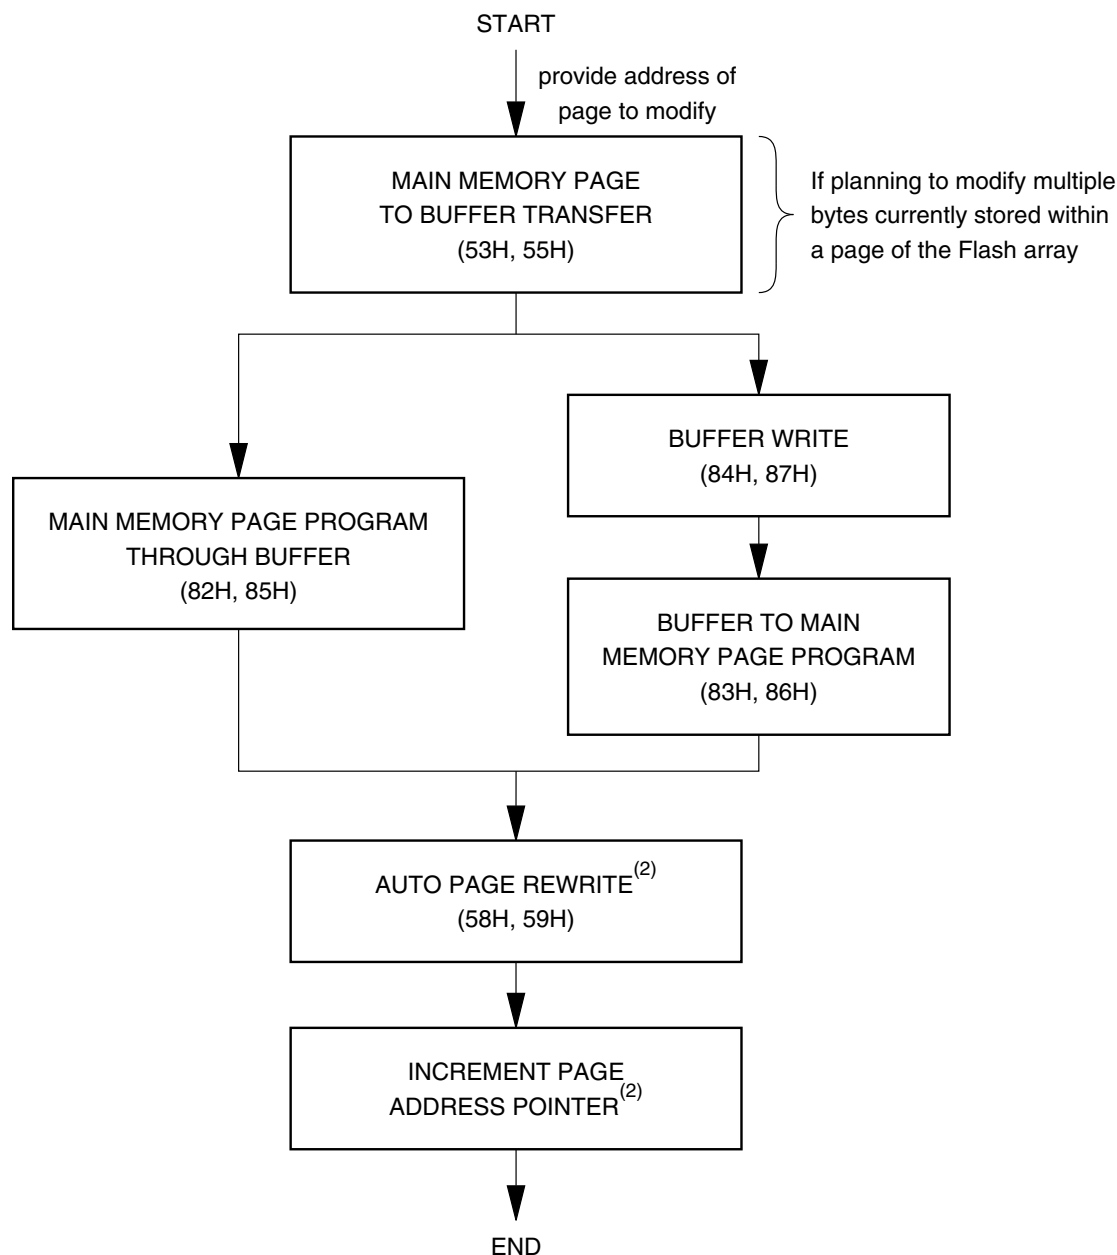 START
provide address of
page to modify
MAIN MEMORY PAGE
TO BUFFER TRANSFER
(53H, 55H)
If planning to modify multiple
bytes currently stored within
a page of the Flash array
BUFFER WRITE
(84H, 87H)
MAIN MEMORY PAGE PROGRAM
THROUGH BUFFER
(82H, 85H)
BUFFER TO MAIN
MEMORY PAGE PROGRAM
(83H, 86H)
AUTO PAGE REWRITE(2)
(58H, 59H)
INCREMENT PAGE
ADDRESS POINTER(2)
END